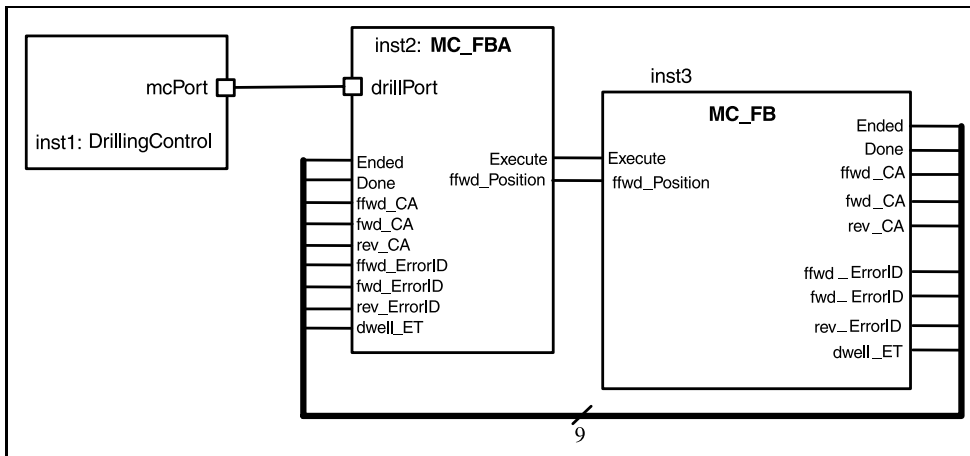 inst1: DrillingControl
mcPort
inst2: MC_FBA
drillPort
Ended
Done
ffwd_CA
fwd_CA
rev_CA
ffwd_ErrorID
fwd_ErrorID
rev_ErrorID
dwell_ET
Execute
ffwd_Position
inst3
MC_FB
Execute
ffwd_Position
Ended
Done
ffwd_CA
fwd_CA
rev_CA
ffwd_ErrorID
fwd_ErrorID
rev_ErrorID
dwell_ET
9